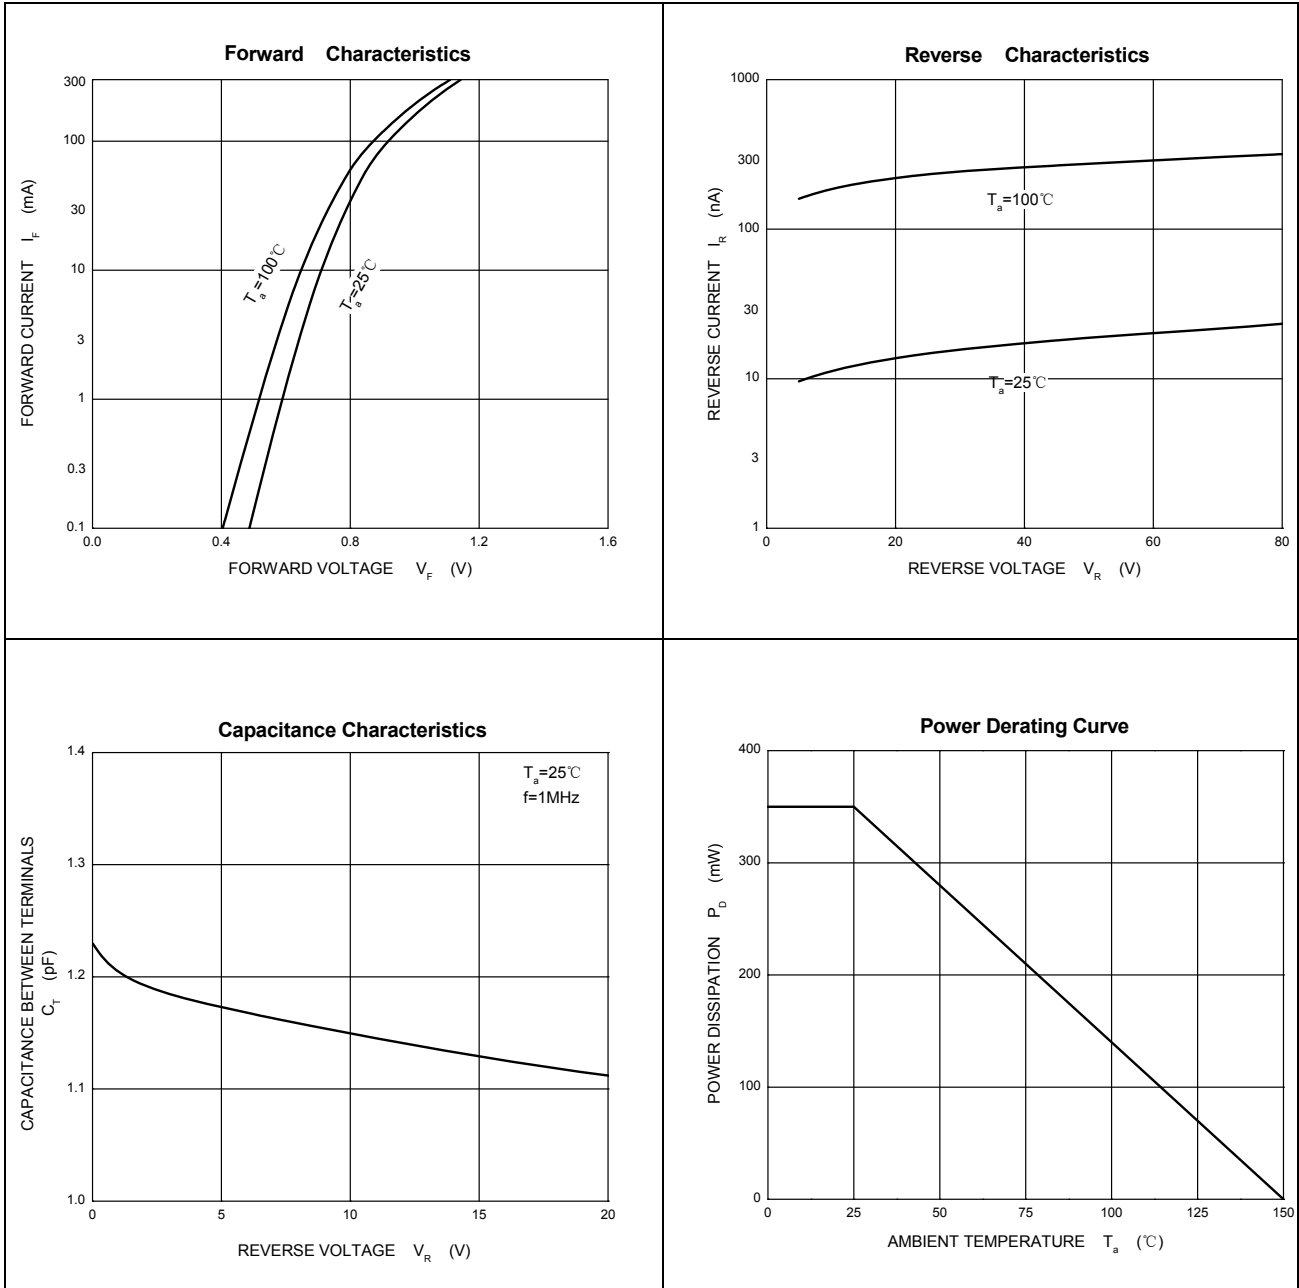 Forward Characteristics
300
100
30
10
3
1
0.3
0.1
0.0 0.4 0.8 1.2 1.6
FORWARD CURRENT I_F (mA)
T_a=100℃
T_a=25℃
FORWARD VOLTAGE V_F (V)
Reverse Characteristics
1000
300
100
30
10
3
1
0 20 40 60 80
REVERSE CURRENT I_R (nA)
T_a=100℃
T_a=25℃
REVERSE VOLTAGE V_R (V)
Capacitance Characteristics
1.4
1.3
1.2
1.1
1.0
0 5 10 15 20
T_a=25℃
f=1MHz
CAPACITANCE BETWEEN TERMINALS
C_T (pF)
REVERSE VOLTAGE V_R (V)
Power Derating Curve
400
300
200
100
0
0 25 50 75 100 125 150
POWER DISSIPATION P_D (mW)
AMBIENT TEMPERATURE T_a (℃)